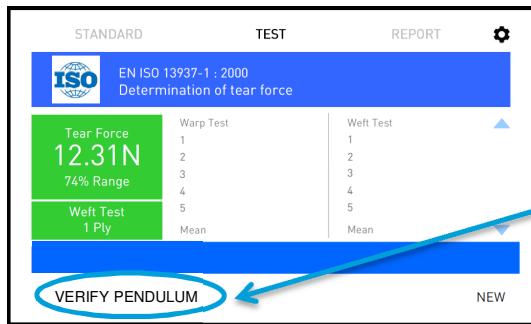 STANDARD TEST REPORT
ISO
EN ISO 13937-1 : 2000
Determination of tear force
Tear Force
12.31N
74% Range
Weft Test
1 Ply
Warp Test
1
2
3
4
5
Mean
Weft Test
1
2
3
4
5
Mean
VERIFY PENDULUM
NEW